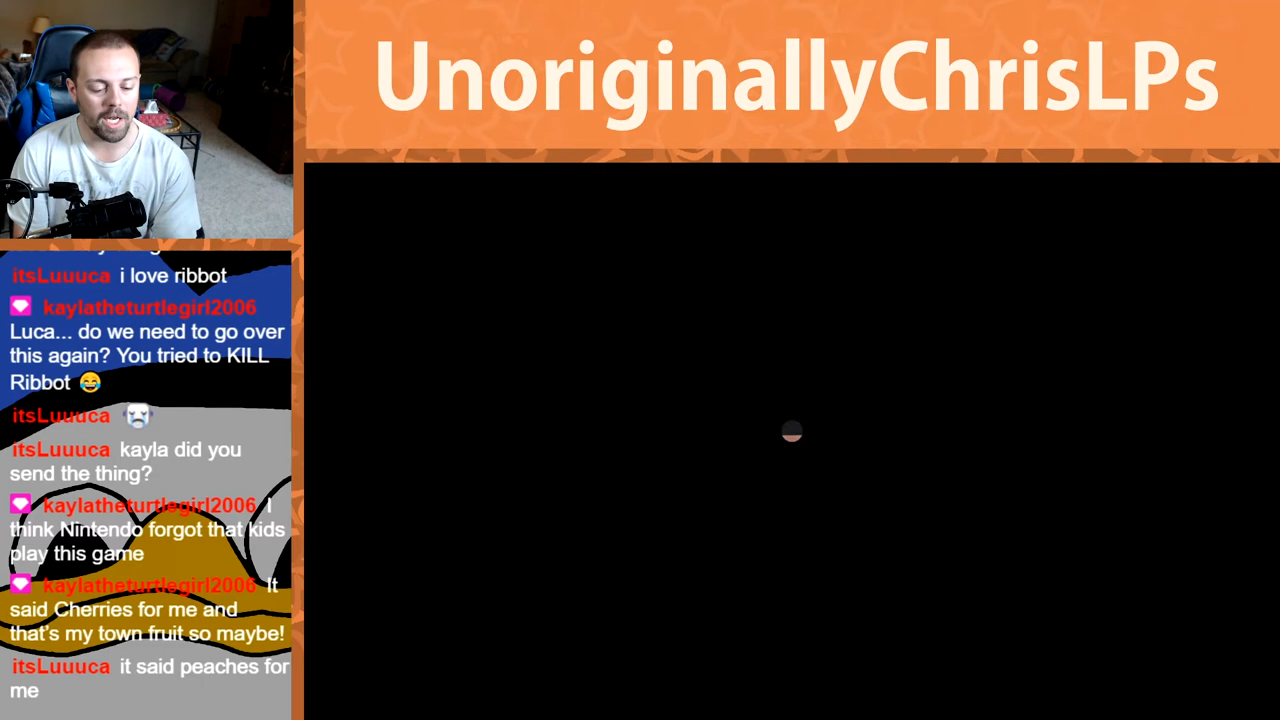 UnoriginallyChrisLPs
itsLuuuca i love ribbot
kaylatheturtlegirl2006
Luca... do we need to go over
this again? You tried to KILL
Ribbot 😂
itsLuuuca 😭
itsLuuuca kayla did you
send the thing?
kaylatheturtlegirl2006 I
think Nintendo forgot that kids
play this game
kaylatheturtlegirl2006 It
said Cherries for me and
that's my town fruit so maybe!
itsLuuuca it said peaches for
me